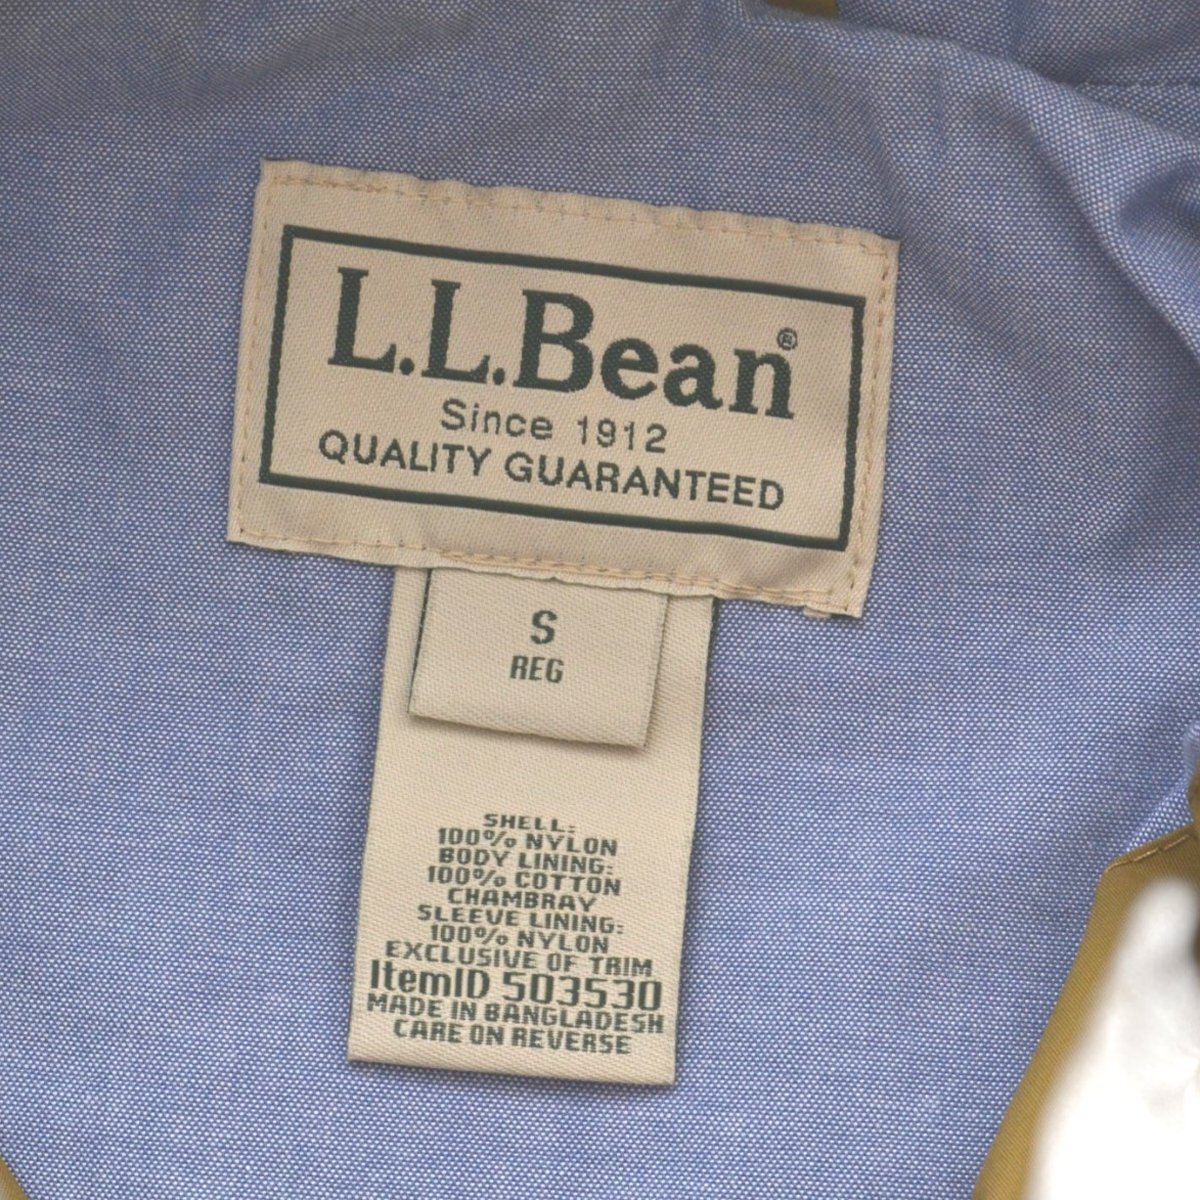 L.L.Bean®
Since 1912
QUALITY GUARANTEED
S
REG
SHELL:
100% NYLON
BODY LINING:
100% COTTON
CHAMBRAY
SLEEVE LINING:
100% NYLON
EXCLUSIVE OF TRIM
ItemID 503530
MADE IN BANGLADESH
CARE ON REVERSE